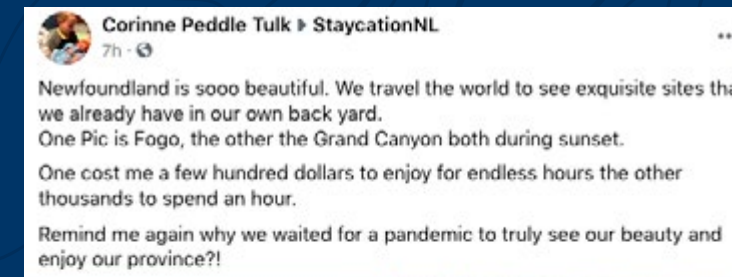 Corinne Peddle Tulk ▸ StaycationNL
7h ·
Newfoundland is sooo beautiful. We travel the world to see exquisite sites tha
we already have in our own back yard.
One Pic is Fogo, the other the Grand Canyon both during sunset.
One cost me a few hundred dollars to enjoy for endless hours the other
thousands to spend an hour.
Remind me again why we waited for a pandemic to truly see our beauty and
enjoy our province?!